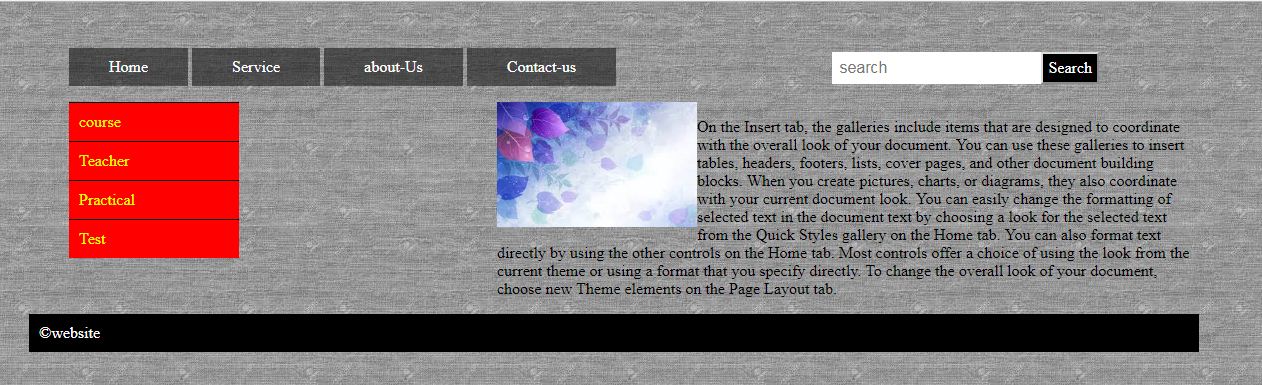 Home Service about-Us Contact-us search Search
course
Teacher
Practical
Test
On the Insert tab, the galleries include items that are designed to coordinate
with the overall look of your document. You can use these galleries to insert
tables, headers, footers, lists, cover pages, and other document building
blocks. When you create pictures, charts, or diagrams, they also coordinate
with your current document look. You can easily change the formatting of
selected text in the document text by choosing a look for the selected text
from the Quick Styles gallery on the Home tab. You can also format text
directly by using the other controls on the Home tab. Most controls offer a choice of using the look from the
current theme or using a format that you specify directly. To change the overall look of your document,
choose new Theme elements on the Page Layout tab.
©website